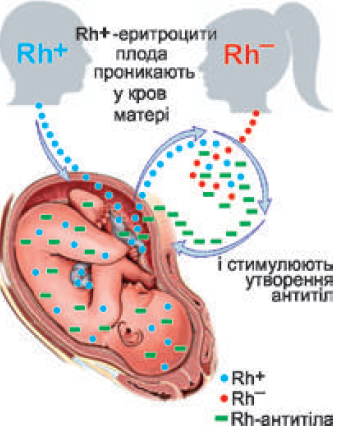 Rh+
Rh+-еритроцити
плода
проникають
у кров
матері
Rh−
і стимулюють
утворення
антитіл
Rh+
Rh−
Rh-антитіла